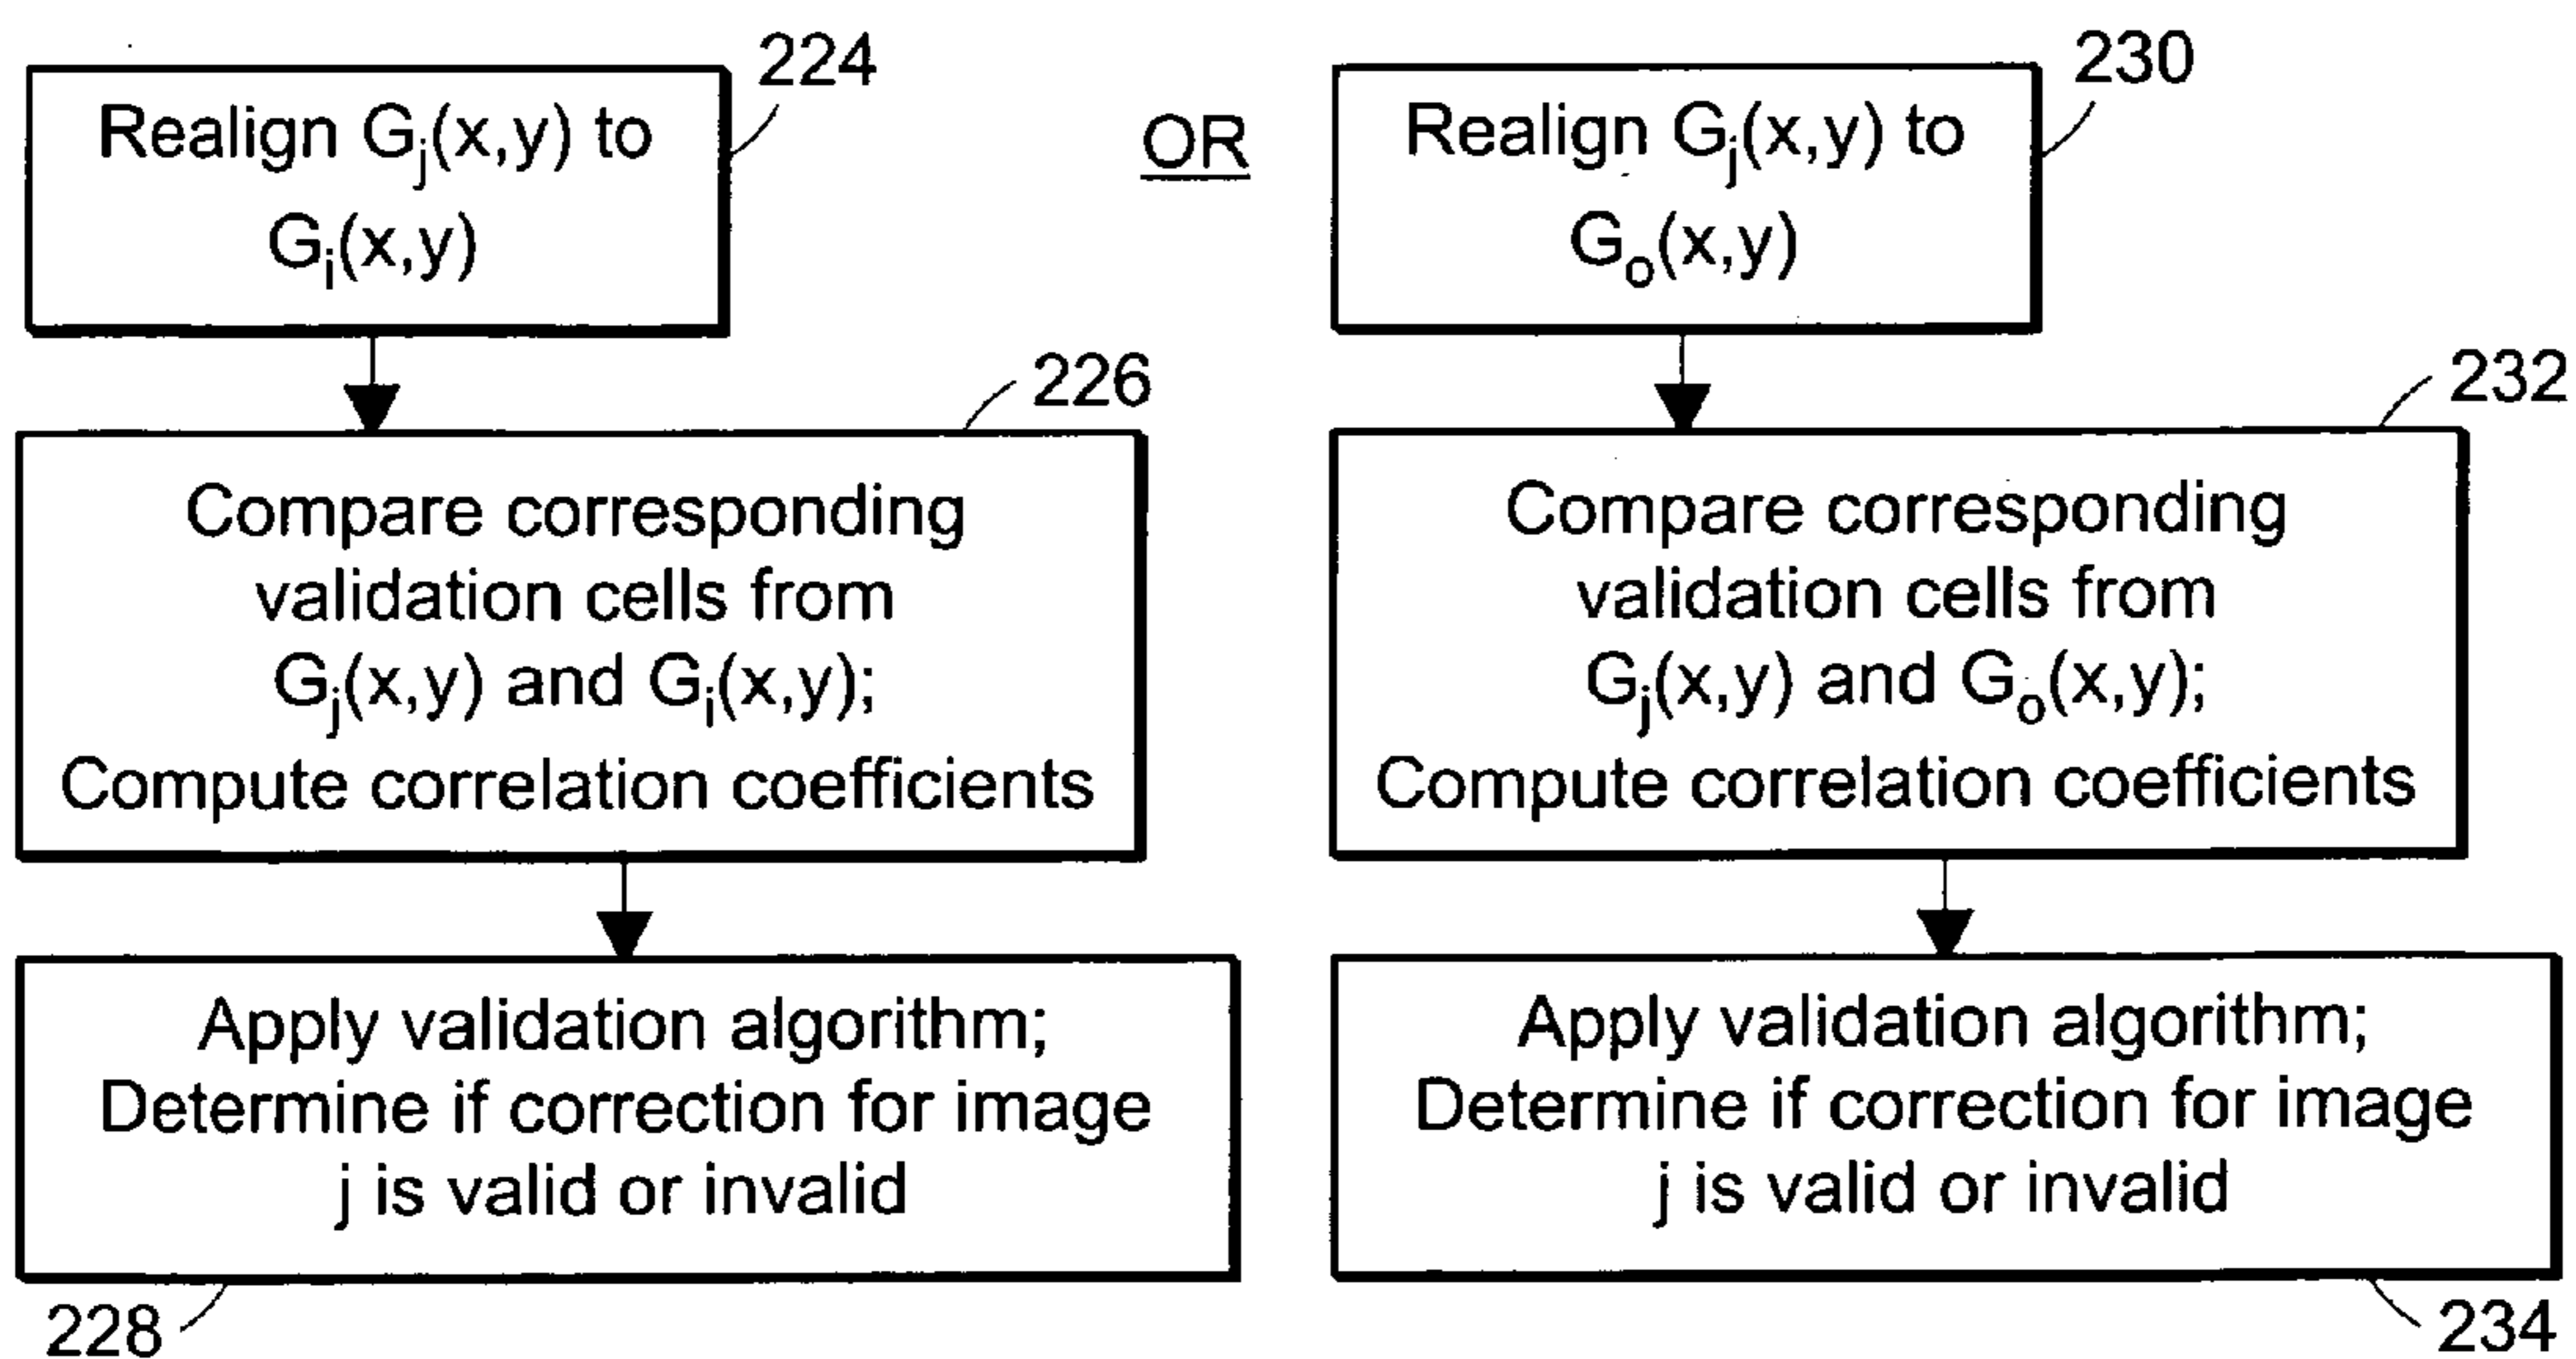 224
Realign Gj(x,y) to
Gi(x,y)
226
Compare corresponding
validation cells from
Gj(x,y) and Gi(x,y);
Compute correlation coefficients
Apply validation algorithm;
Determine if correction for image
j is valid or invalid
228
OR
230
Realign Gj(x,y) to
Go(x,y)
232
Compare corresponding
validation cells from
Gj(x,y) and Go(x,y);
Compute correlation coefficients
Apply validation algorithm;
Determine if correction for image
j is valid or invalid
234